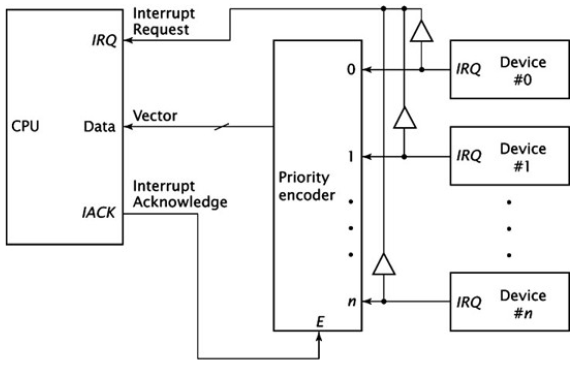 Interrupt
Request
IRQ
CPU
Vector
Data
Interrupt
Acknowledge
IACK
Priority
encoder
0
1
n
E
IRQ Device
#0
IRQ Device
#1
IRQ Device
#n